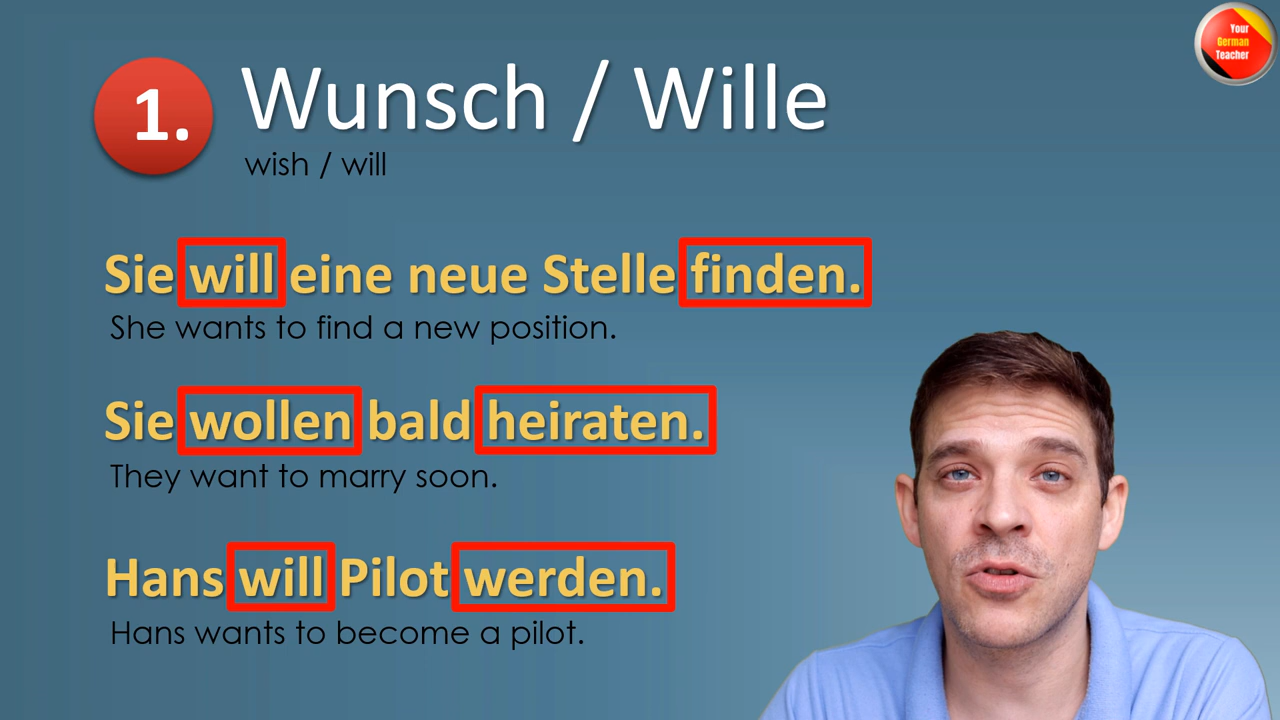 Your
German
Teacher
1. Wunsch / Wille
wish / will
Sie will eine neue Stelle finden.
She wants to find a new position.
Sie wollen bald heiraten.
They want to marry soon.
Hans will Pilot werden.
Hans wants to become a pilot.